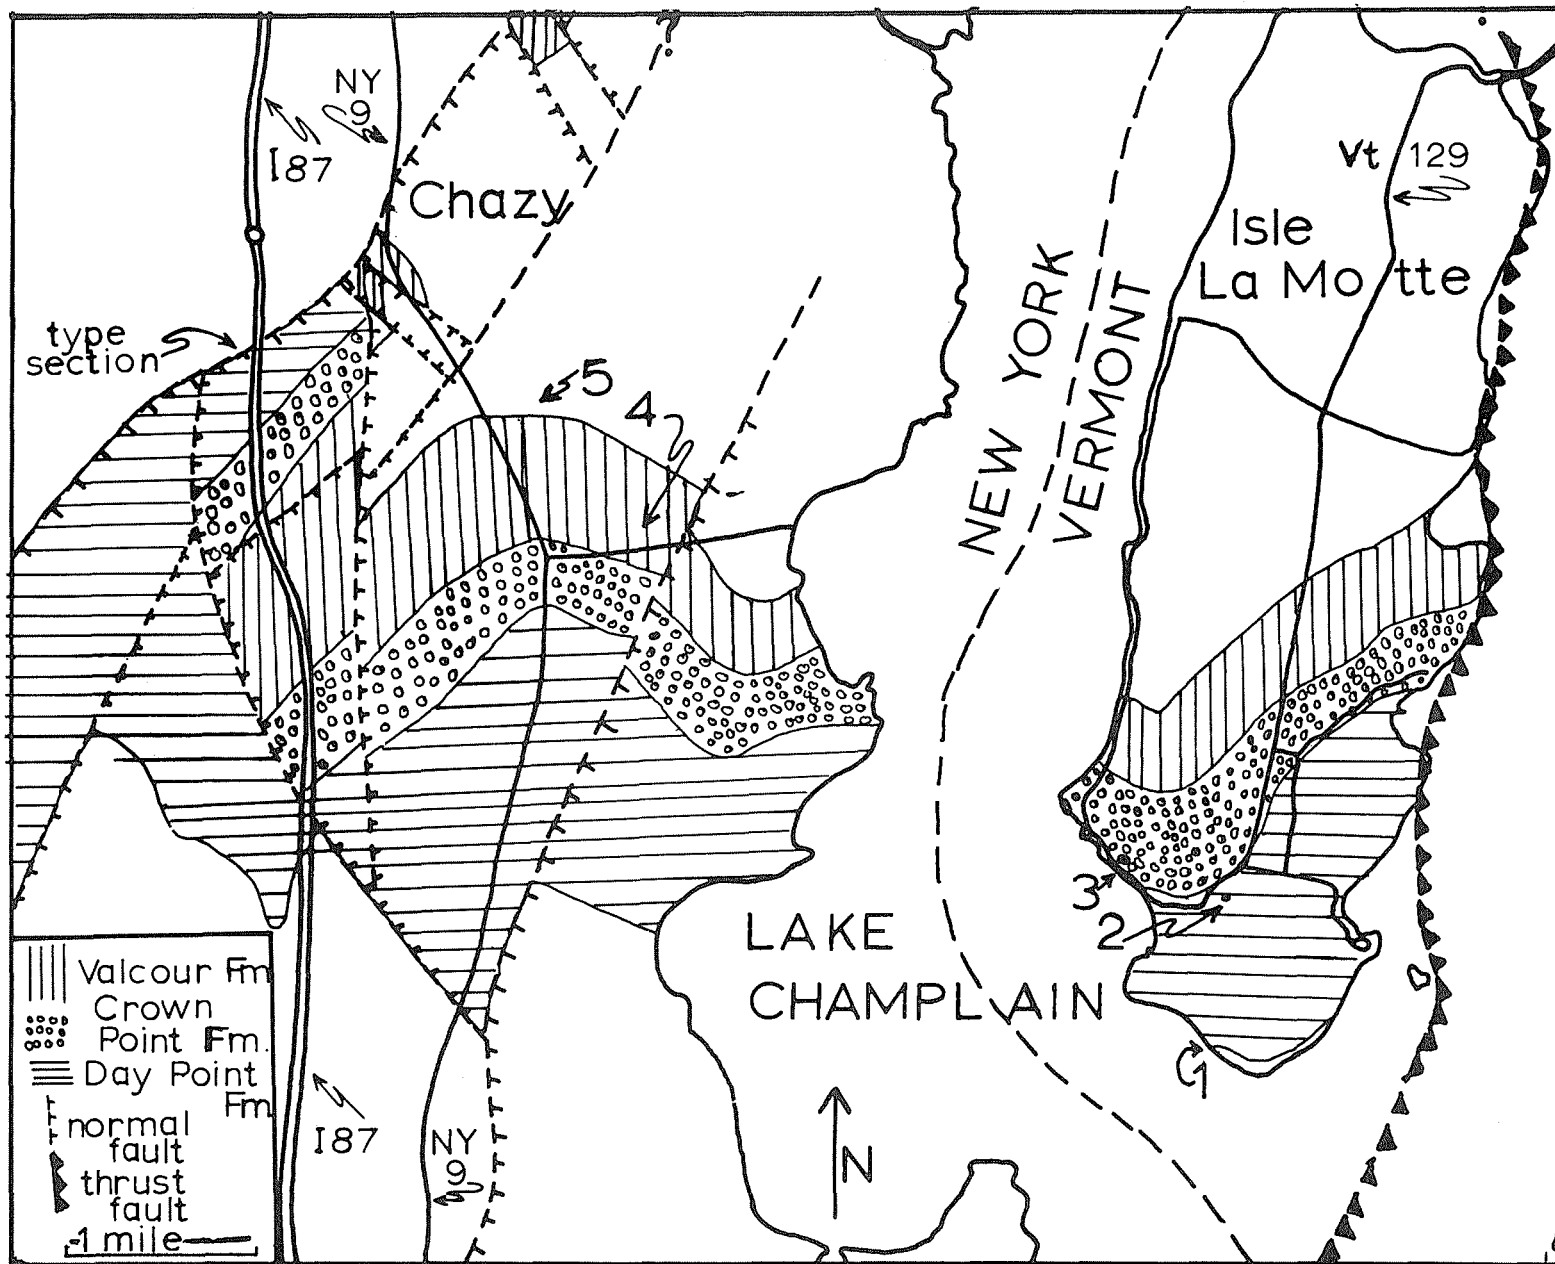 NY
9
I87
Chazy
?
Vt 129
Isle
La Motte
type
section
5
4
NEW YORK
VERMONT
3
2
LAKE
CHAMPLAIN
1
Valcour Fm
Crown
Point Fm.
Day Point
Fm
normal
fault
thrust
fault
1 mile
I87
NY
9
N